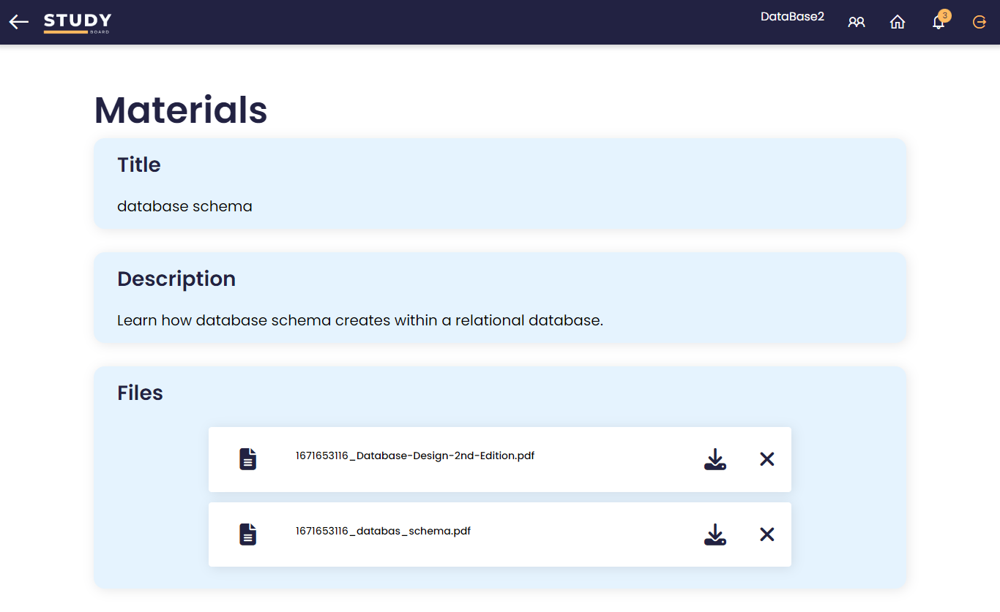 STUDY
BOARD
DataBase2
3
Materials
Title
database schema
Description
Learn how database schema creates within a relational database.
Files
1671653116_Database-Design-2nd-Edition.pdf
1671653116_databas_schema.pdf